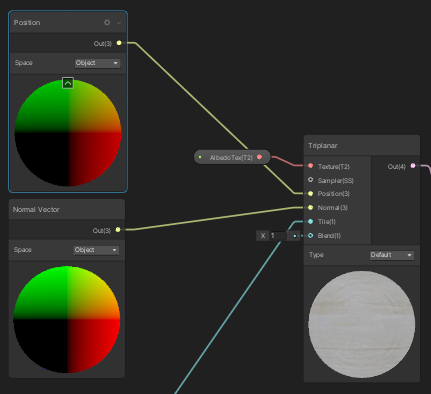 Position
Out(3)
Space
Object
AlbedoTex(T2)
Triplanar
Texture(T2)
Sampler(SS)
Position(3)
Normal(3)
Tile(1)
Blend(1)
Out(4)
X 1
Type
Default
Normal Vector
Out(3)
Space
Object